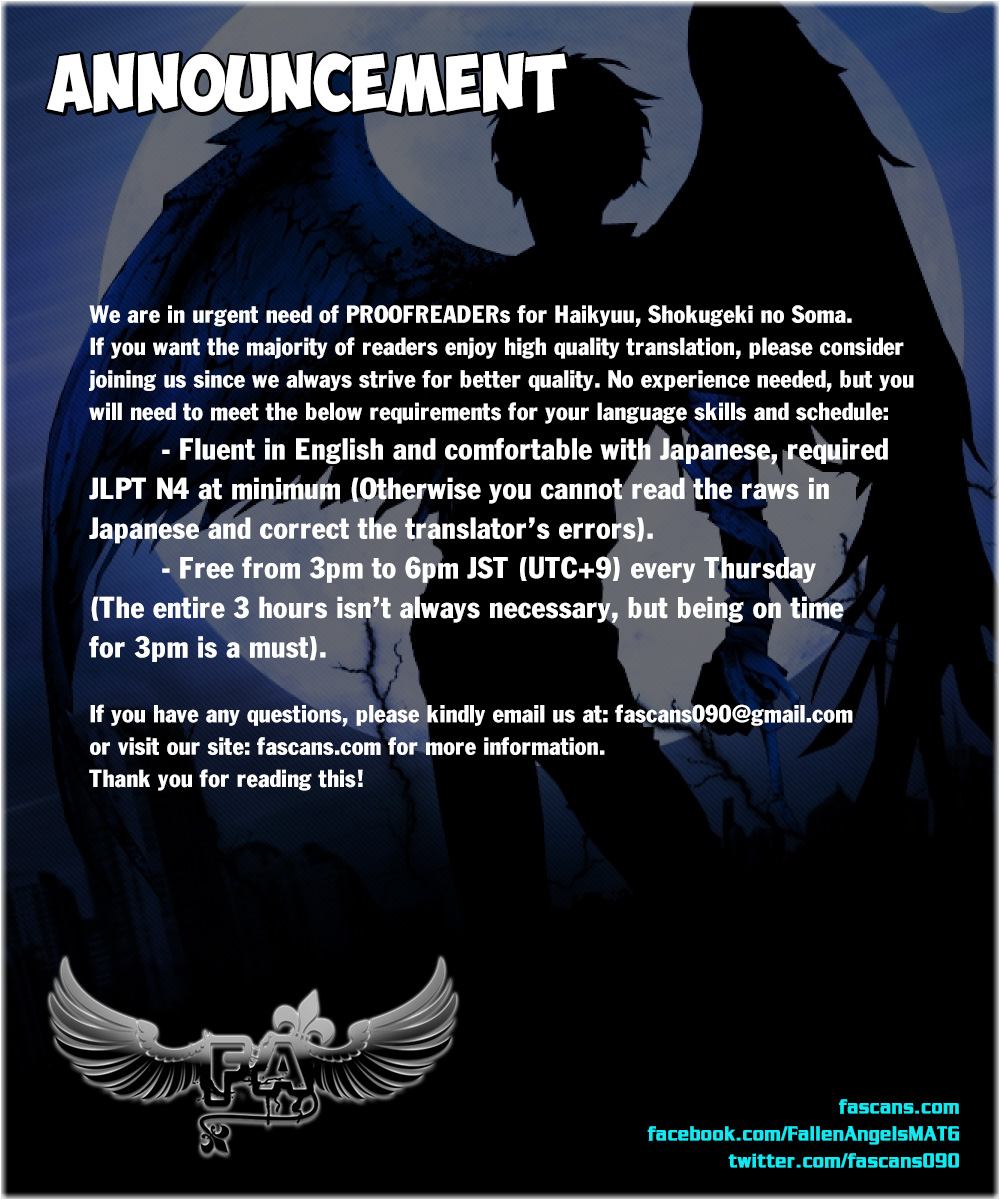 ANNOUNCEMENT
We are in urgent need of PROOFREADERs for Haikyuu, Shokugeki no Soma.
If you want the majority of readers enjoy high quality translation, please consider
joining us since we always strive for better quality. No experience needed, but you
will need to meet the below requirements for your language skills and schedule:
- Fluent in English and comfortable with Japanese, required
JLPT N4 at minimum (Otherwise you cannot read the raws in
Japanese and correct the translator’s errors).
- Free from 3pm to 6pm JST (UTC+9) every Thursday
(The entire 3 hours isn’t always necessary, but being on time
for 3pm is a must).
If you have any questions, please kindly email us at: fascans090@gmail.com
or visit our site: fascans.com for more information.
Thank you for reading this!
FA
fascans.com
facebook.com/FallenAngelsMATG
twitter.com/fascans090